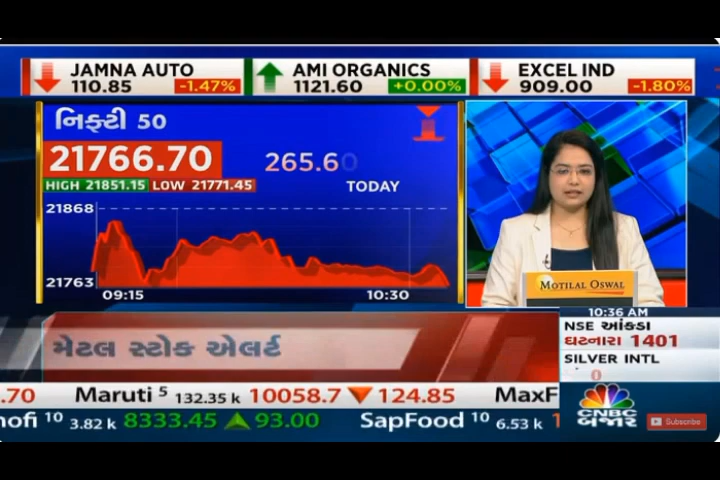 JAMNA AUTO
110.85 -1.47%
AMI ORGANICS
1121.60 +0.00%
EXCEL IND
909.00 -1.80%
નિફ્ટી 50
21766.70 265.60
HIGH 21851.15 LOW 21771.45
TODAY
21868
21763
09:15 10:30
MOTILAL OSWAL
10:36 AM
NSE આંકડા
ઘટનારા 1401
SILVER INTL
0
મેટલ સ્ટોક એલર્ટ
.70 Maruti 5 132.35 k 10058.7 ▼ 124.85 MaxF
nofi 10 3.82 k 8333.45 ▲ 93.00 SapFood 10 6.53 k 1
CNBC
બજાર
Subscribe